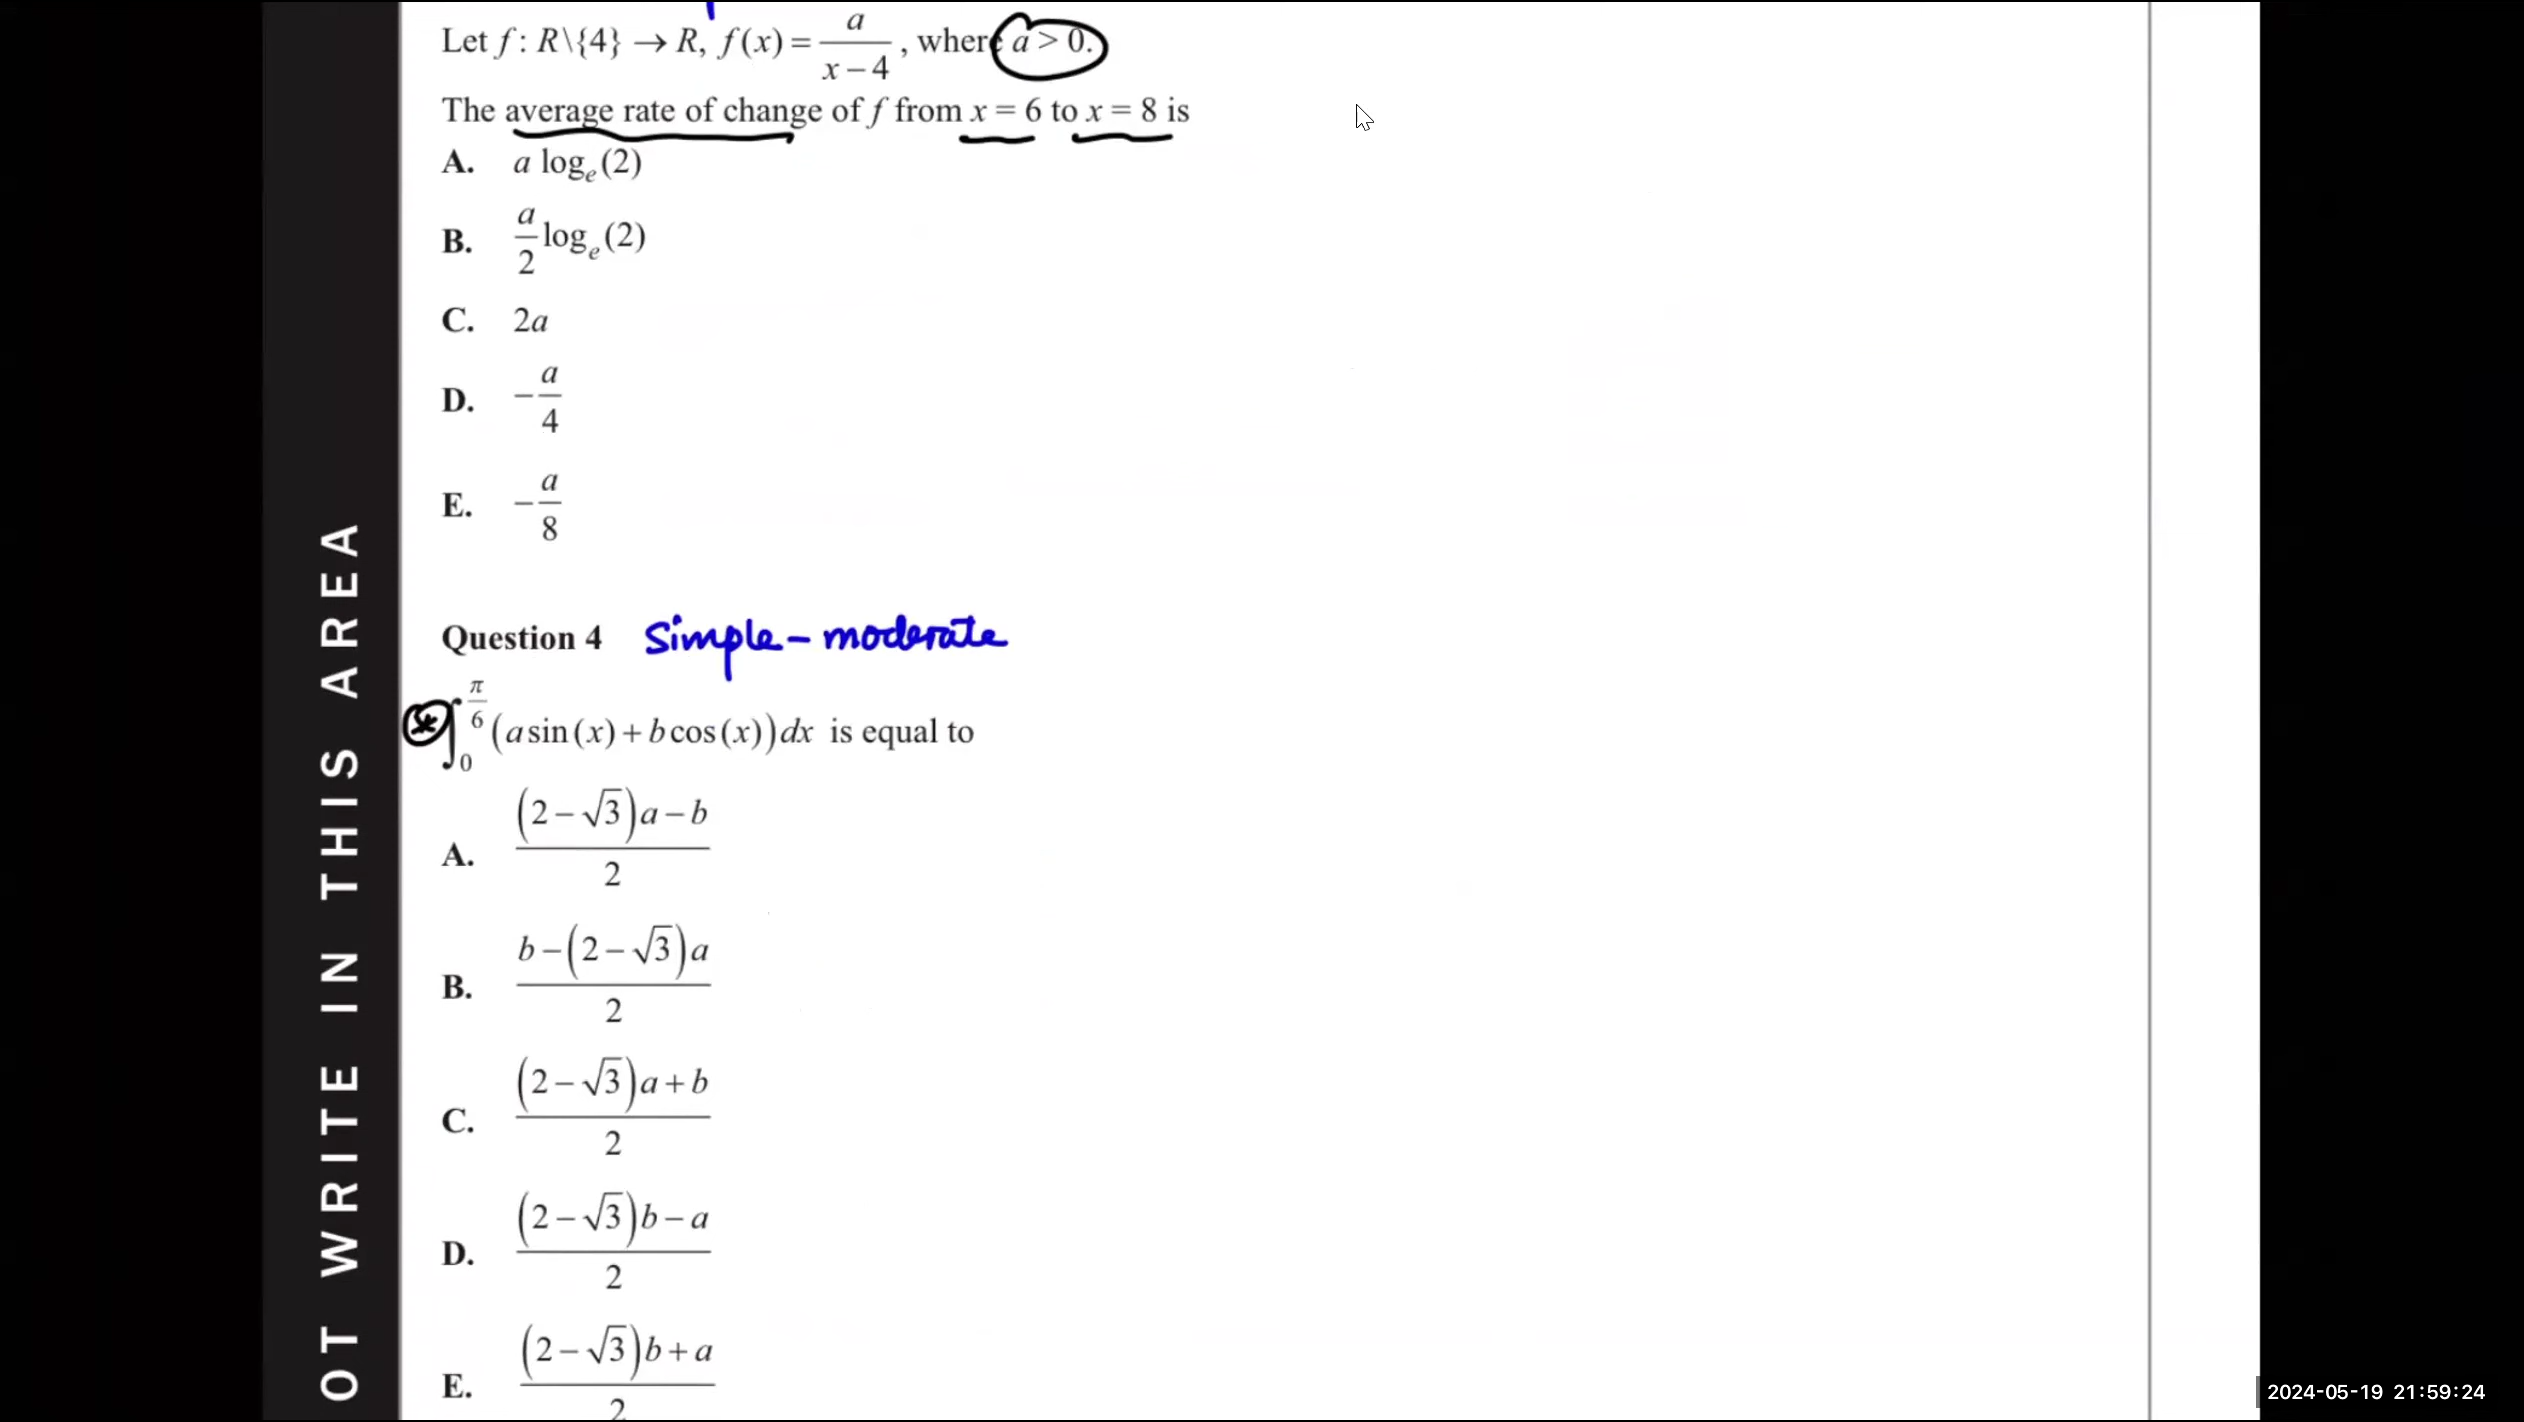 Let f : R\{4} → R, f(x) = a/(x − 4), where a > 0.
The average rate of change of f from x = 6 to x = 8 is
A. a logₑ(2)
B. a/2 logₑ(2)
C. 2a
D. −a/4
E. −a/8
Question 4 Simple – moderate
∫₀^(π/6) (a sin(x) + b cos(x)) dx is equal to
A. ((2 − √3)a − b)/2
B. (b − (2 − √3)a)/2
C. ((2 − √3)a + b)/2
D. ((2 − √3)b − a)/2
E. ((2 − √3)b + a)/2
OT WRITE IN THIS AREA
2024-05-19 21:59:24